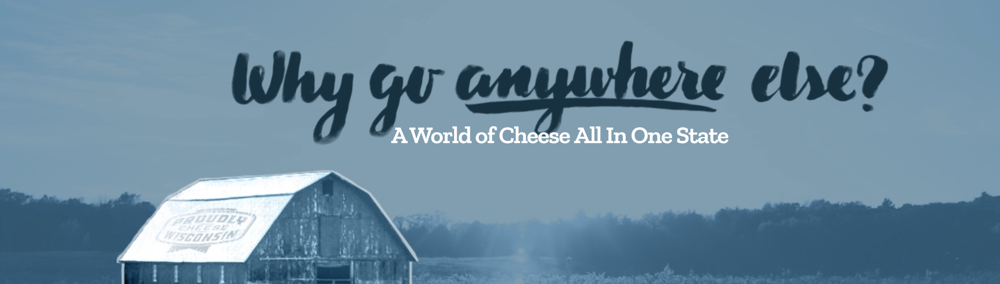 Why go anywhere else?
A World of Cheese All In One State
PROUDLY
CHEESE
WISCONSIN